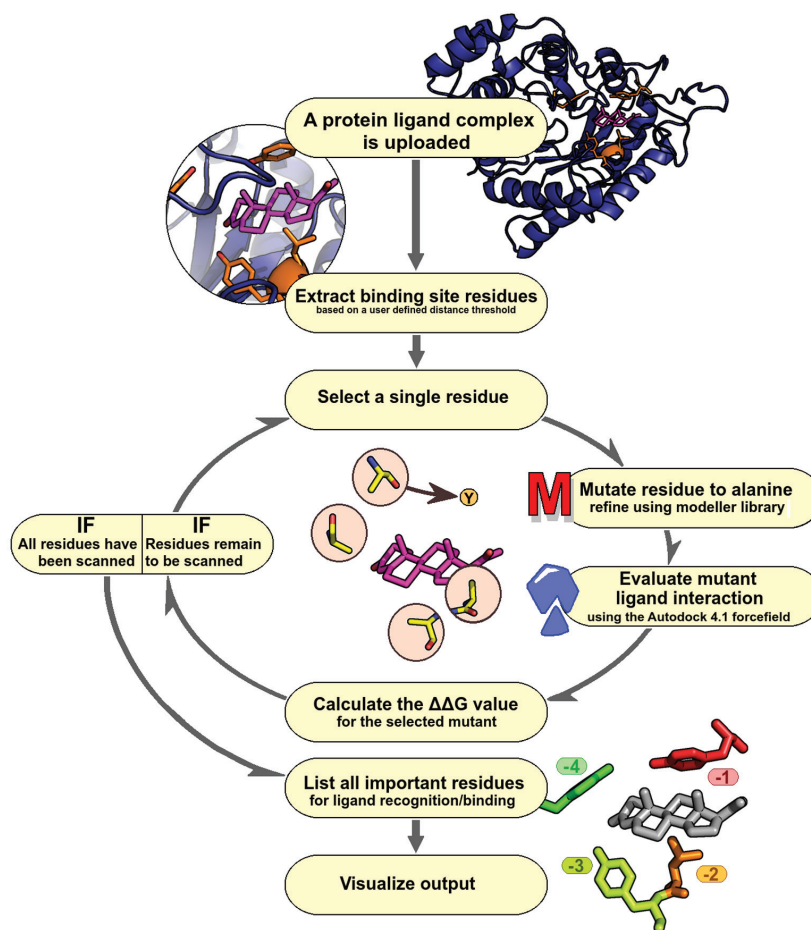 A protein ligand complex
is uploaded
Extract binding site residues
based on a user defined distance threshold
Select a single residue
M
Mutate residue to alanine
refine using modeller library
Y
IF
All residues have
been scanned
IF
Residues remain
to be scanned
Evaluate mutant
ligand interaction
using the Autodock 4.1 forcefield
Calculate the ΔΔG value
for the selected mutant
List all important residues
for ligand recognition/binding
-4
-1
-3
-2
Visualize output